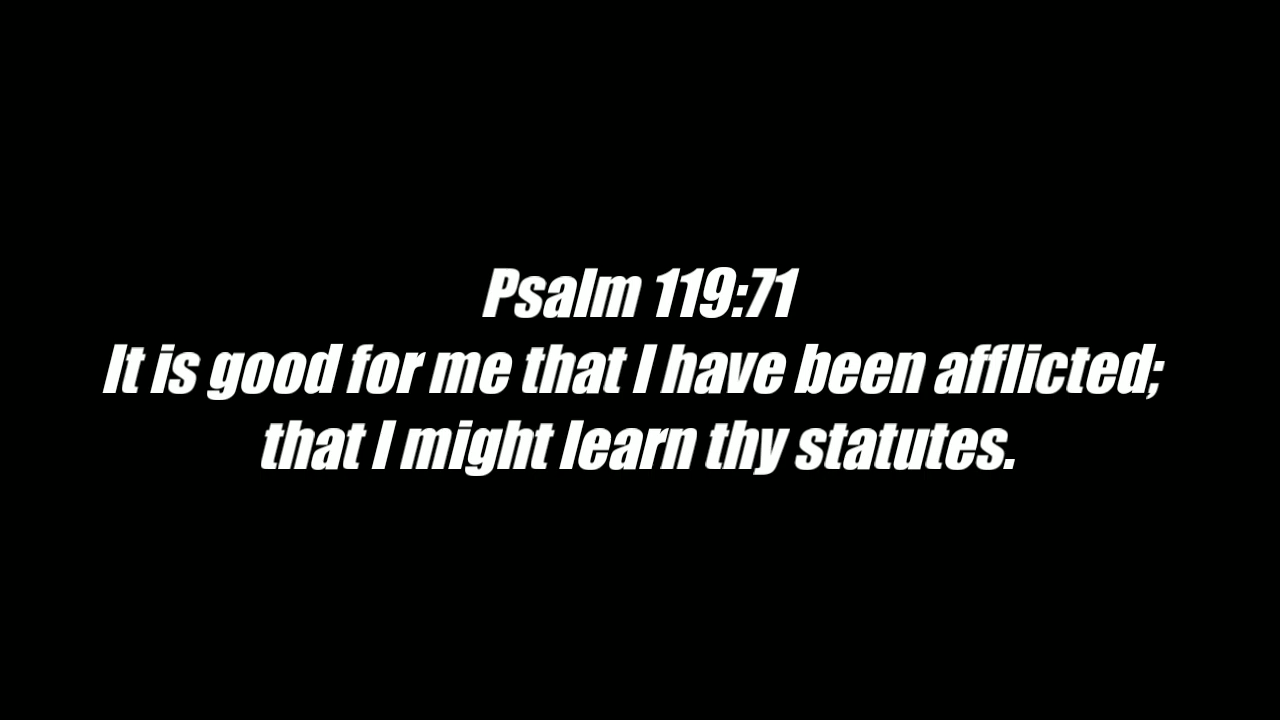 Psalm 119:71
It is good for me that I have been afflicted;
that I might learn thy statutes.